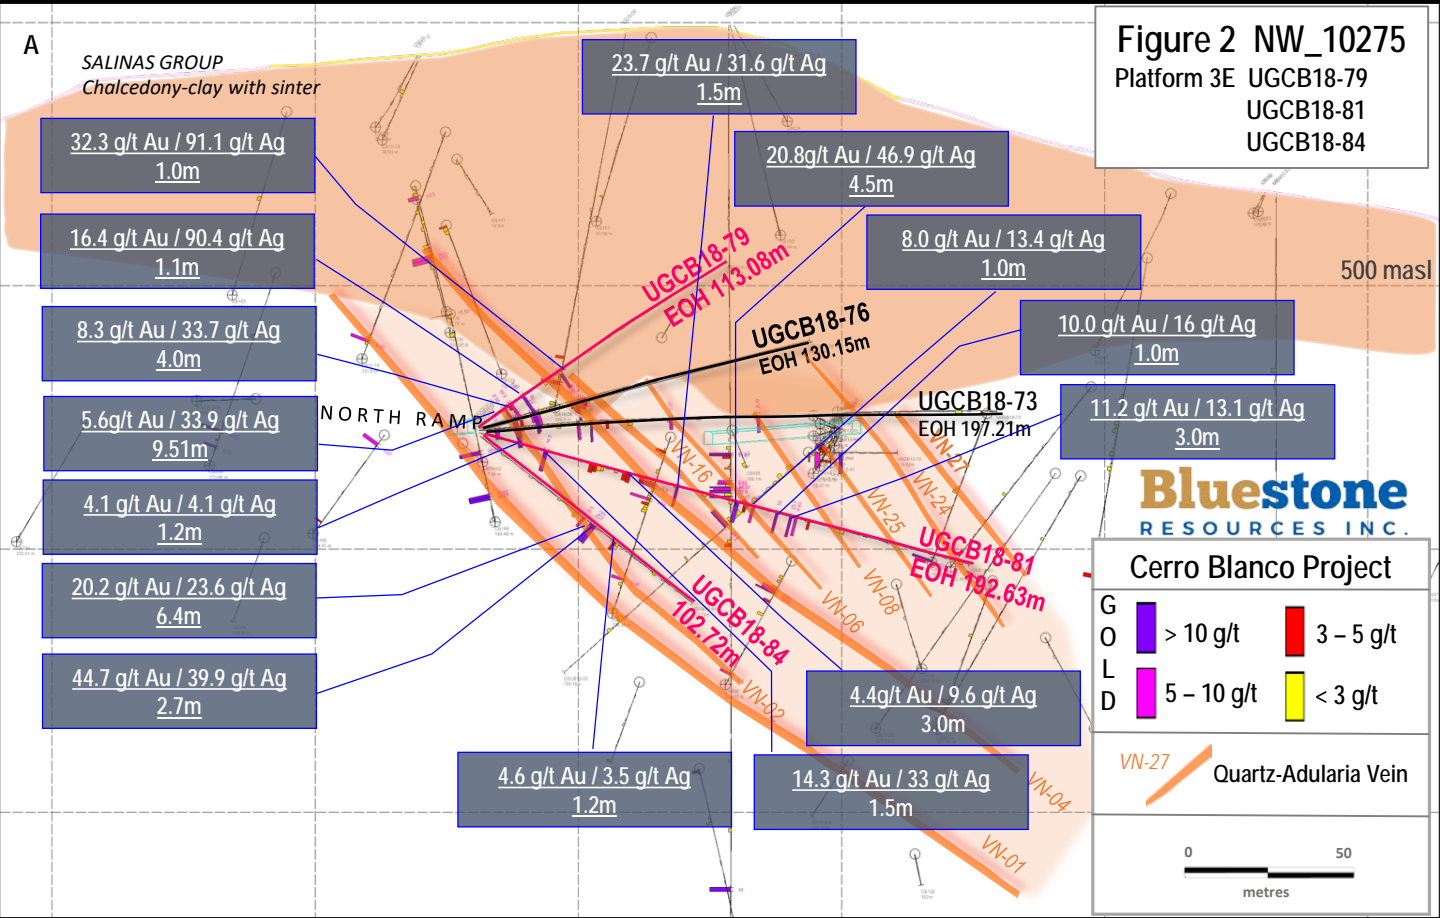 A
SALINAS GROUP
Chalcedony-clay with sinter
Figure 2 NW_10275
Platform 3E UGCB18-79
UGCB18-81
UGCB18-84
23.7 g/t Au / 31.6 g/t Ag
1.5m
32.3 g/t Au / 91.1 g/t Ag
1.0m
20.8g/t Au / 46.9 g/t Ag
4.5m
16.4 g/t Au / 90.4 g/t Ag
1.1m
8.0 g/t Au / 13.4 g/t Ag
1.0m
500 masl
UGCB18-79
EOH 113.08m
8.3 g/t Au / 33.7 g/t Ag
4.0m
UGCB18-76
EOH 130.15m
10.0 g/t Au / 16 g/t Ag
1.0m
5.6g/t Au / 33.9 g/t Ag
9.51m
NORTH RAMP
UGCB18-73
EOH 197.21m
11.2 g/t Au / 13.1 g/t Ag
3.0m
VN-16
VN-27
VN-24
VN-25
4.1 g/t Au / 4.1 g/t Ag
1.2m
UGCB18-81
EOH 192.63m
Bluestone
RESOURCES INC.
20.2 g/t Au / 23.6 g/t Ag
6.4m
VN-08
VN-06
UGCB18-84
102.72m
44.7 g/t Au / 39.9 g/t Ag
2.7m
VN-02
4.4g/t Au / 9.6 g/t Ag
3.0m
4.6 g/t Au / 3.5 g/t Ag
1.2m
14.3 g/t Au / 33 g/t Ag
1.5m
VN-04
VN-01
Cerro Blanco Project
GOLD
> 10 g/t
3 – 5 g/t
5 – 10 g/t
< 3 g/t
VN-27
Quartz-Adularia Vein
0 50
metres